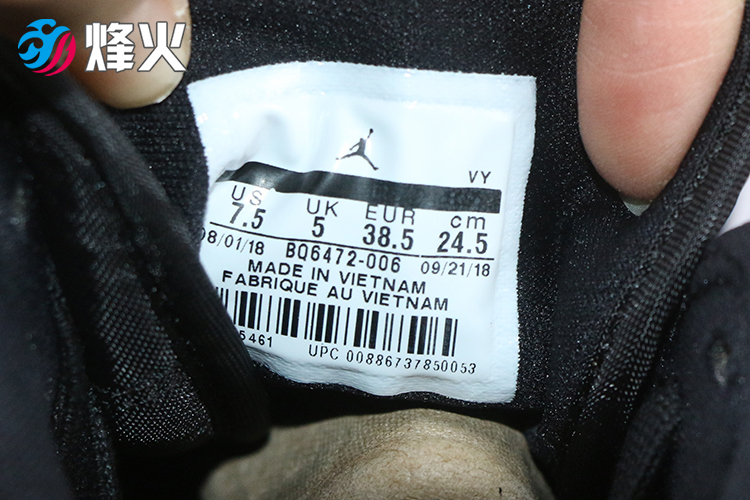 烽火
VY
US UK EUR cm
7.5 5 38.5 24.5
08/01/18 BQ6472-006 09/21/18
MADE IN VIETNAM
FABRIQUE AU VIETNAM
5461 UPC 00886737850053